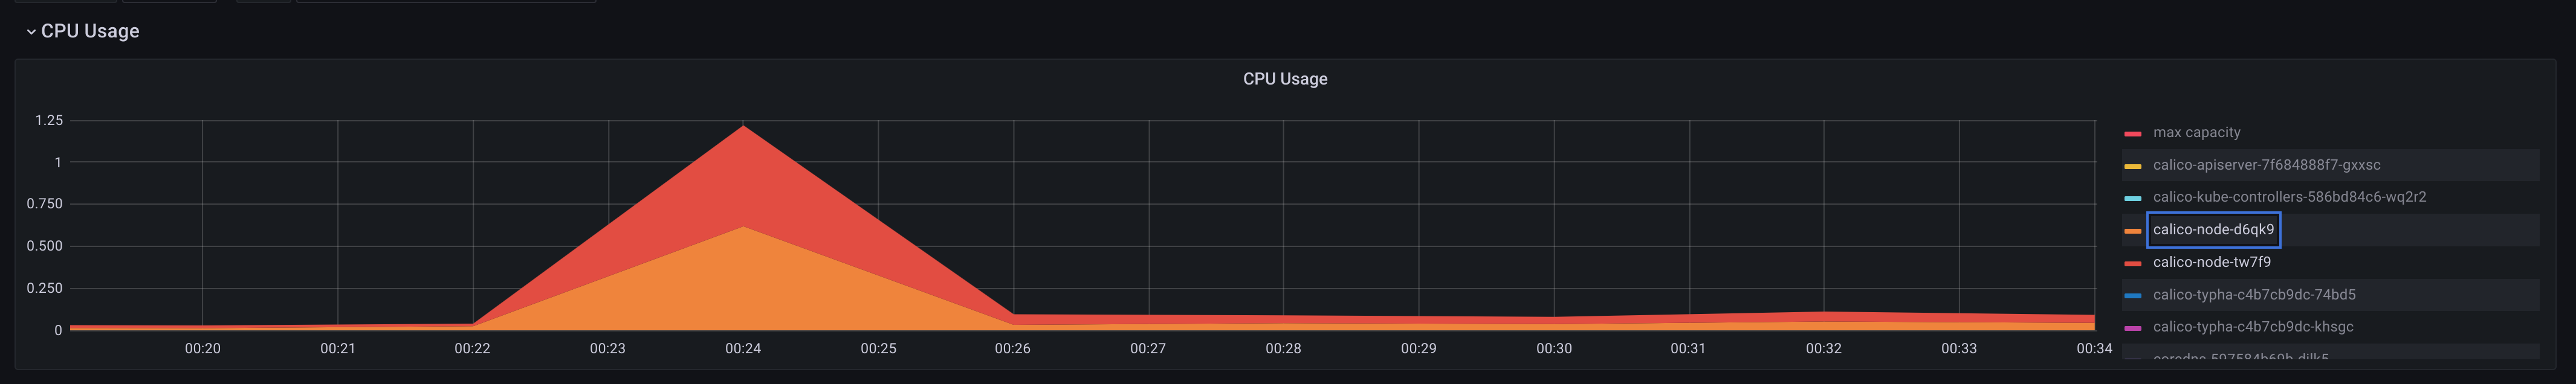 CPU Usage
CPU Usage
1.25
1
0.750
0.500
0.250
0
00:20 00:21 00:22 00:23 00:24 00:25 00:26 00:27 00:28 00:29 00:30 00:31 00:32 00:33 00:34
max capacity
calico-apiserver-7f684888f7-gxxsc
calico-kube-controllers-586bd84c6-wq2r2
calico-node-d6qk9
calico-node-tw7f9
calico-typha-c4b7cb9dc-74bd5
calico-typha-c4b7cb9dc-khsgc